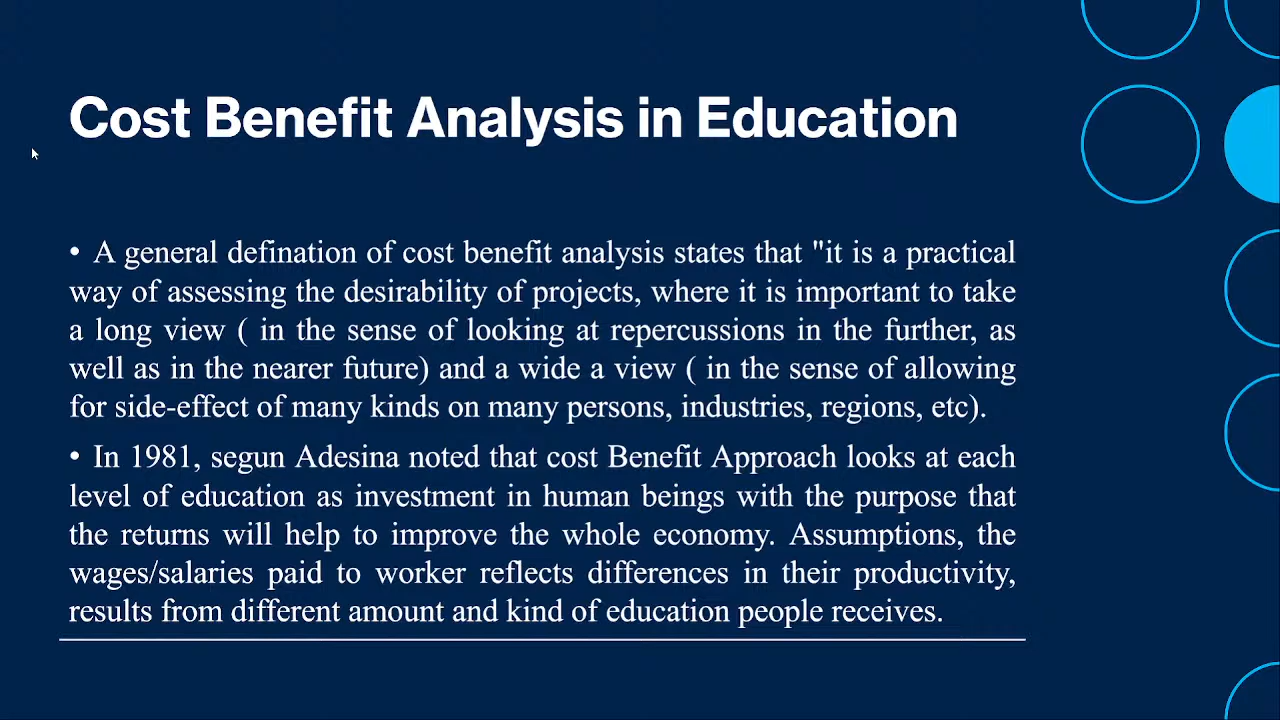 Cost Benefit Analysis in Education
• A general defination of cost benefit analysis states that "it is a practical
way of assessing the desirability of projects, where it is important to take
a long view ( in the sense of looking at repercussions in the further, as
well as in the nearer future) and a wide a view ( in the sense of allowing
for side-effect of many kinds on many persons, industries, regions, etc).
• In 1981, segun Adesina noted that cost Benefit Approach looks at each
level of education as investment in human beings with the purpose that
the returns will help to improve the whole economy. Assumptions, the
wages/salaries paid to worker reflects differences in their productivity,
results from different amount and kind of education people receives.